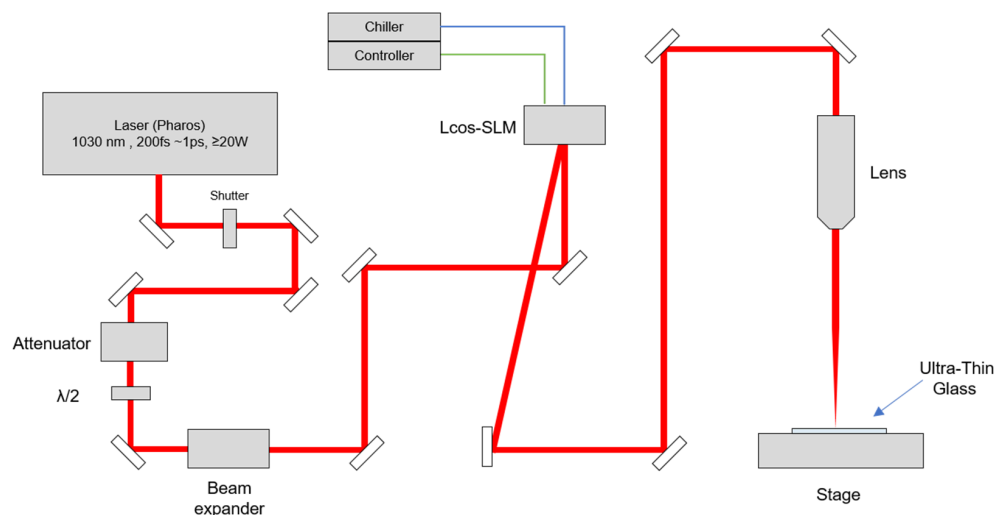 Chiller
Controller
Laser (Pharos)
1030 nm , 200fs ~1ps, ≥20W
Lcos-SLM
Lens
Shutter
Attenuator
λ/2
Ultra-Thin
Glass
Beam
expander
Stage